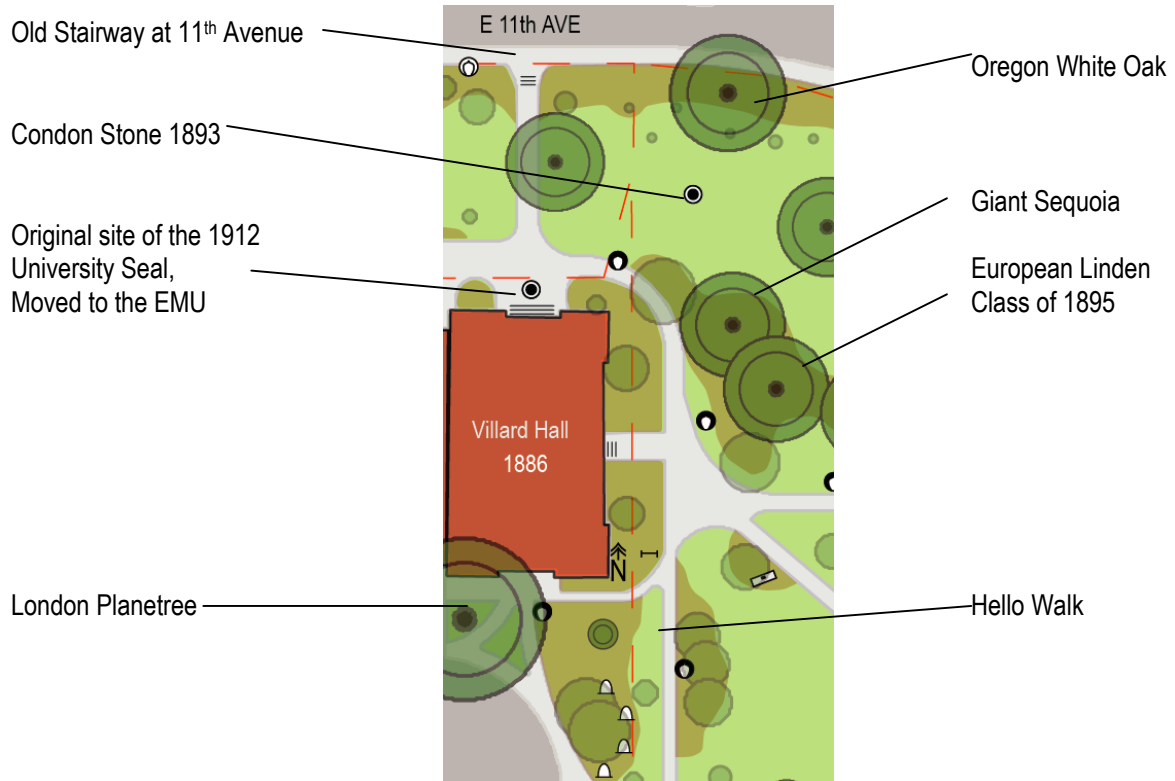 E 11th AVE
Old Stairway at 11th Avenue
Oregon White Oak
Condon Stone 1893
Giant Sequoia
Original site of the 1912
University Seal,
Moved to the EMU
European Linden
Class of 1895
Villard Hall
1886
N
London Planetree
Hello Walk